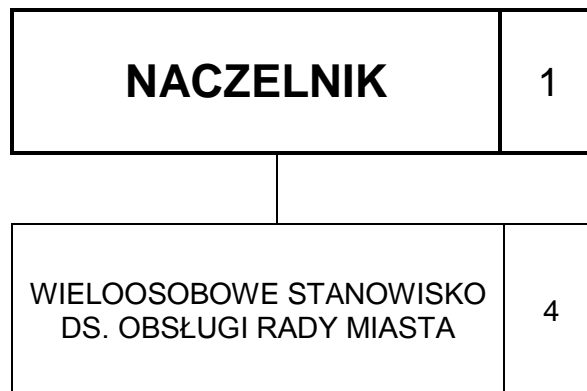 NACZELNIK
1
WIELOOSOBOWE STANOWISKO
DS. OBSŁUGI RADY MIASTA
4